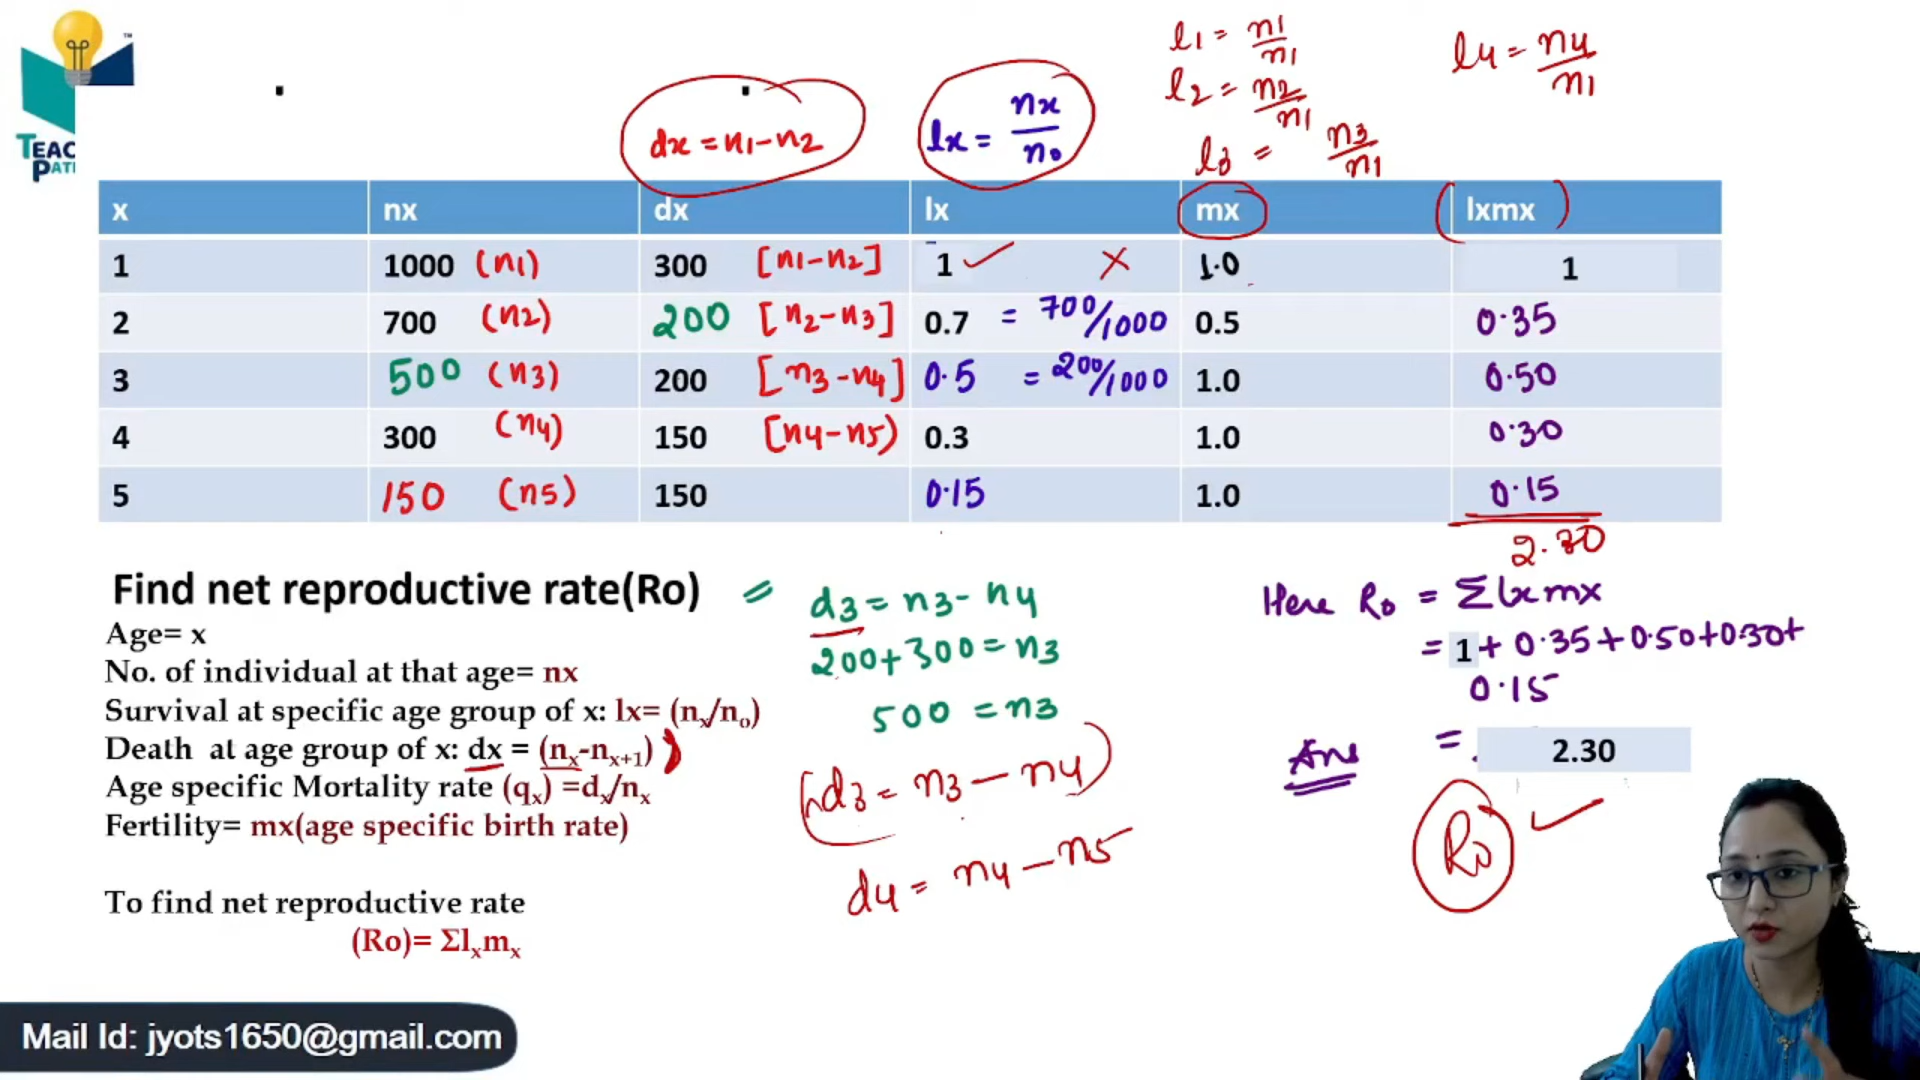 TEAC
PATI
TM
dx = n1-n2
lx = nx/n0
l1 = n1/n1
l2 = n2/n1
l3 = n3/n1
l4 = n4/n1
x nx dx lx mx (lxmx)
1 1000 (n1) 300 [n1-n2] 1 ✓ X 1.0 1
2 700 (n2) 200 [n2-n3] 0.7 = 700/1000 0.5 0.35
3 500 (n3) 200 [n3-n4] 0.5 = 200/1000 1.0 0.50
4 300 (n4) 150 [n4-n5) 0.3 1.0 0.30
5 150 (n5) 150 0.15 1.0 0.15
2.30
Find net reproductive rate(Ro) =
Age= x
No. of individual at that age= nx
Survival at specific age group of x: lx= (nx/no)
Death at age group of x: dx = (nx-nx+1) )
Age specific Mortality rate (qx) =dx/nx
Fertility= mx(age specific birth rate)
To find net reproductive rate
(Ro)= Σlxmx
d3 = n3 - n4
200+300 = n3
500 = n3
(d3 = n3 - n4)
d4 = n4 - n5
Here Ro = Σlxmx
= 1+ 0.35+0.50+0.30+
0.15
Ans = 2.30
Ro ✓
Mail Id: jyots1650@gmail.com